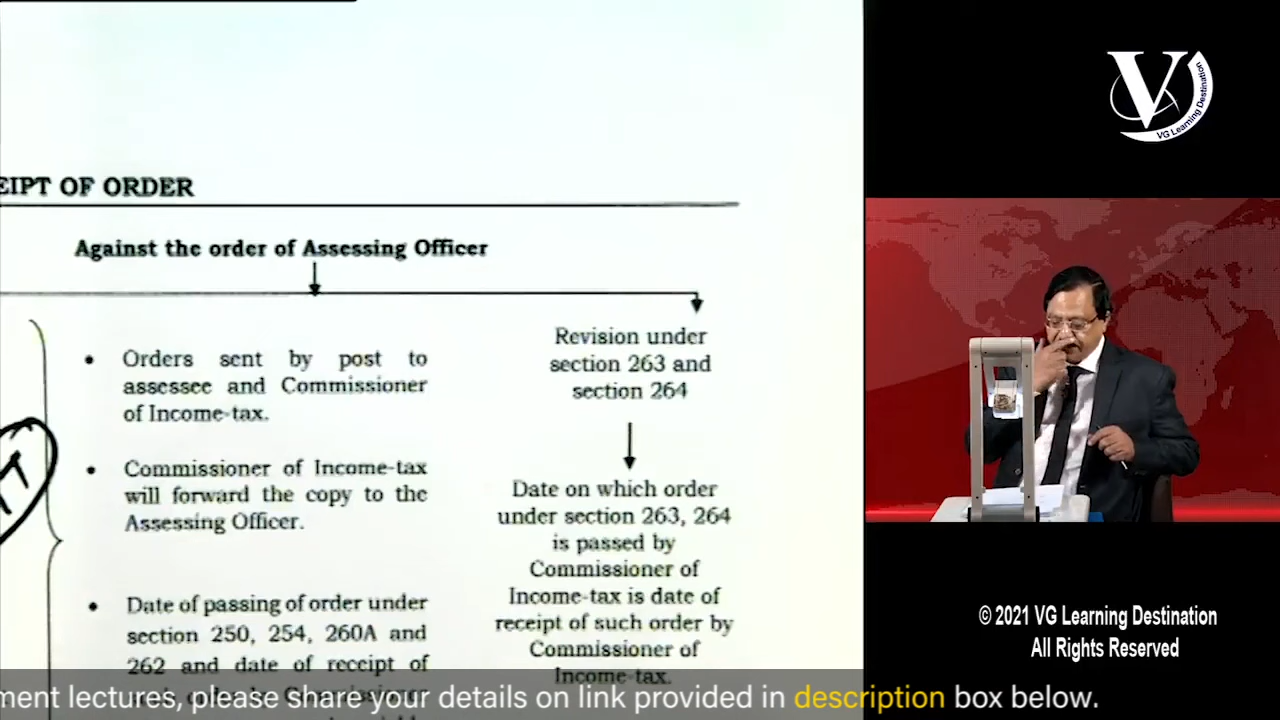 EIPT OF ORDER
Against the order of Assessing Officer
• Orders sent by post to
assessee and Commissioner
of Income-tax.
• Commissioner of Income-tax
will forward the copy to the
Assessing Officer.
• Date of passing of order under
section 250, 254, 260A and
262 and date of receipt of
Revision under
section 263 and
section 264
Date on which order
under section 263, 264
is passed by
Commissioner of
Income-tax is date of
receipt of such order by
Commissioner of
Income-tax.
V
VG Learning Destination
© 2021 VG Learning Destination
All Rights Reserved
ment lectures, please share your details on link provided in description box below.